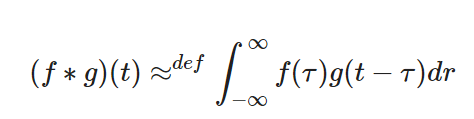 (f * g)(t) ≈^{def} ∫_{-∞}^{∞} f(τ)g(t − τ)dr